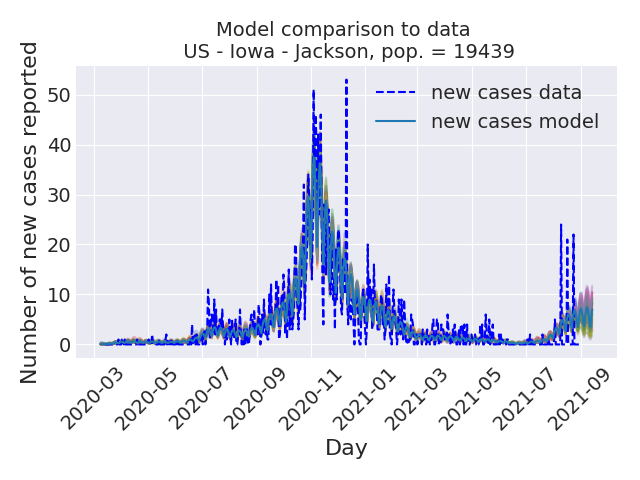 Model comparison to data
US - Iowa - Jackson, pop. = 19439
Number of new cases reported
50
40
30
20
10
0
new cases data
new cases model
2020-03
2020-05
2020-07
2020-09
2020-11
2021-01
2021-03
2021-05
2021-07
2021-09
Day